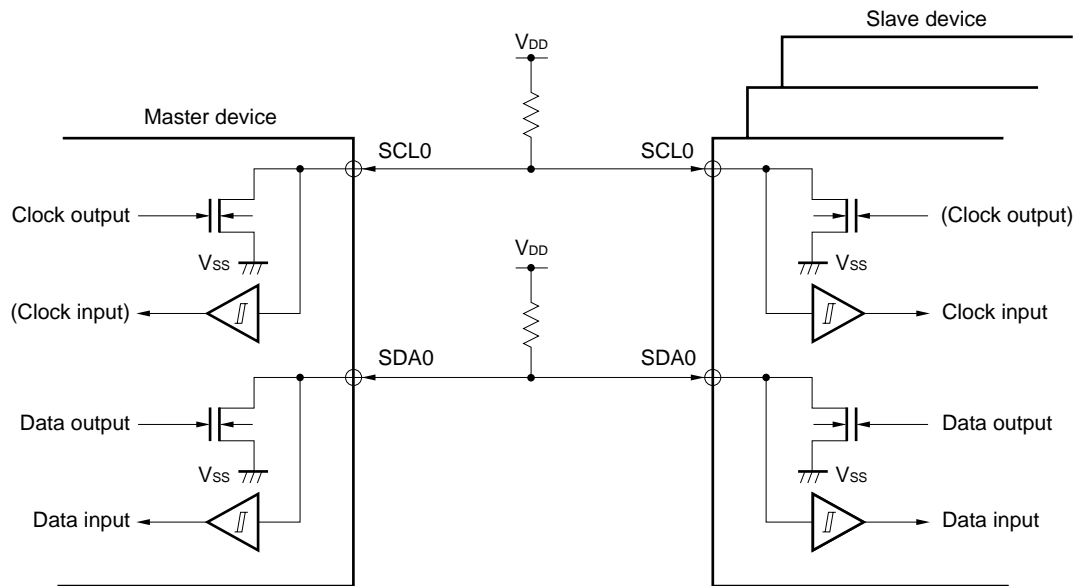 Slave device
VDD
Master device
SCL0
SCL0
Clock output
(Clock output)
VDD
VSS
VSS
(Clock input)
Clock input
SDA0
SDA0
Data output
Data output
VSS
VSS
Data input
Data input